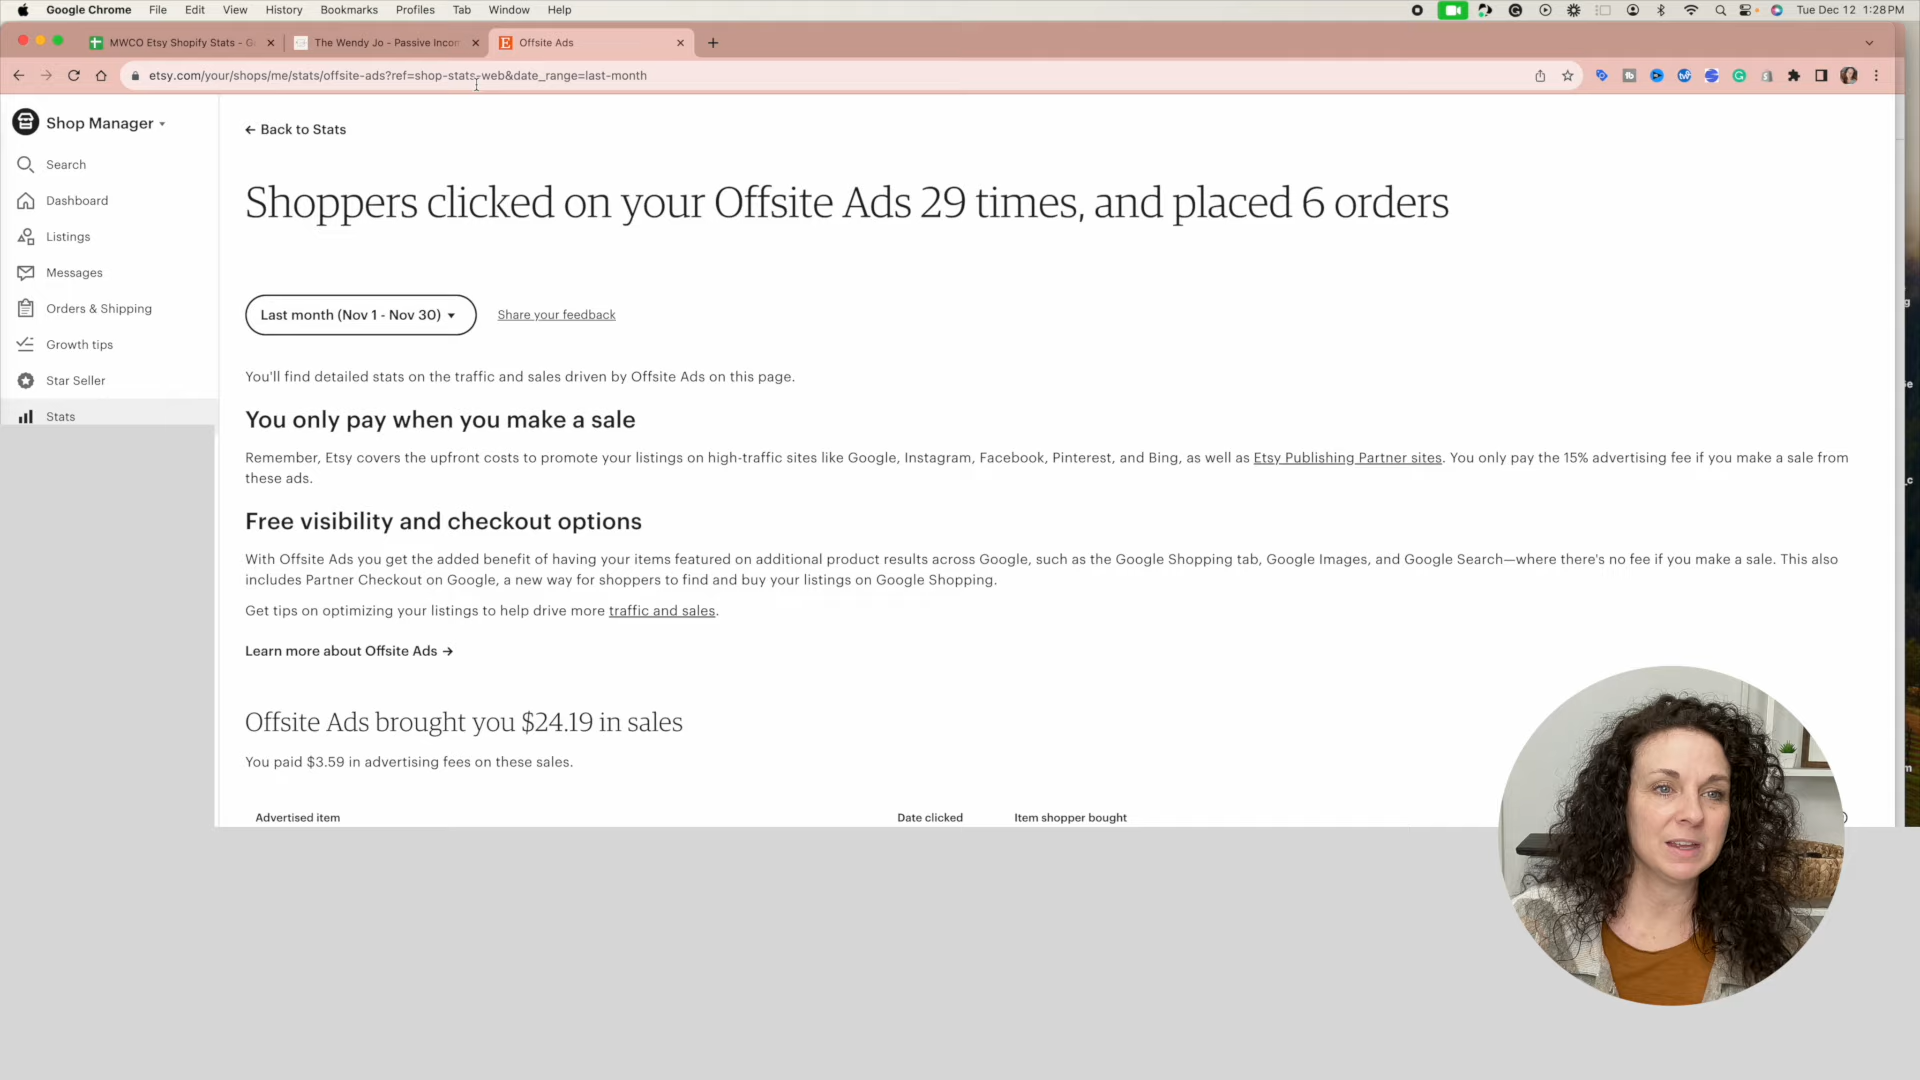 Google Chrome File Edit View History Bookmarks Profiles Tab Window Help Tue Dec 12 1:28 PM
MWCO Etsy Shopify Stats - G The Wendy Jo - Passive Incom Offsite Ads
etsy.com/your/shops/me/stats/offsite-ads?ref=shop-stats-web&date_range=last-month
Shop Manager
Search
Dashboard
Listings
Messages
Orders & Shipping
Growth tips
Star Seller
Stats
← Back to Stats
Shoppers clicked on your Offsite Ads 29 times, and placed 6 orders
Last month (Nov 1 - Nov 30) Share your feedback
You'll find detailed stats on the traffic and sales driven by Offsite Ads on this page.
You only pay when you make a sale
Remember, Etsy covers the upfront costs to promote your listings on high-traffic sites like Google, Instagram, Facebook, Pinterest, and Bing, as well as Etsy Publishing Partner sites. You only pay the 15% advertising fee if you make a sale from
these ads.
Free visibility and checkout options
With Offsite Ads you get the added benefit of having your items featured on additional product results across Google, such as the Google Shopping tab, Google Images, and Google Search—where there's no fee if you make a sale. This also
includes Partner Checkout on Google, a new way for shoppers to find and buy your listings on Google Shopping.
Get tips on optimizing your listings to help drive more traffic and sales.
Learn more about Offsite Ads →
Offsite Ads brought you $24.19 in sales
You paid $3.59 in advertising fees on these sales.
Advertised item Date clicked Item shopper bought